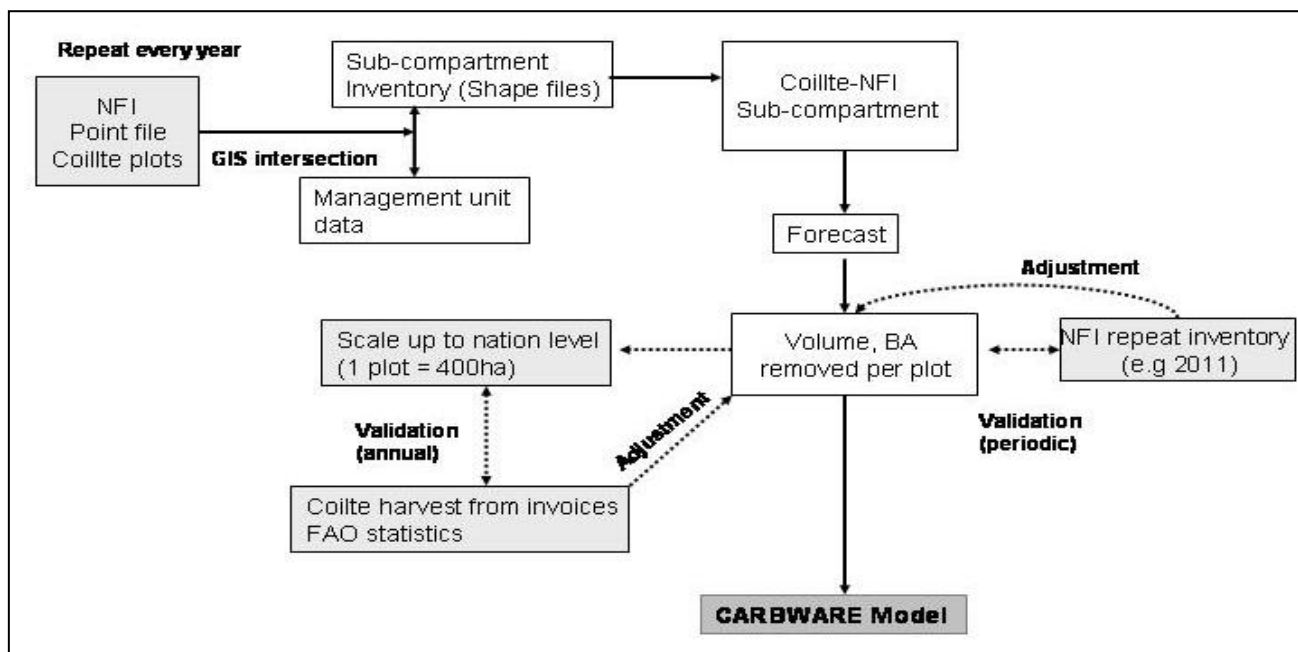 Repeat every year
NFI
Point file
Coillte plots
GIS intersection
Sub-compartment
Inventory (Shape files)
Management unit
data
Coillte-NFI
Sub-compartment
Forecast
Adjustment
Scale up to nation level
(1 plot = 400ha)
Volume, BA
removed per plot
NFI repeat inventory
(e.g 2011)
Validation
(annual)
Adjustment
Validation
(periodic)
Coilte harvest from invoices
FAO statistics
CARBWARE Model